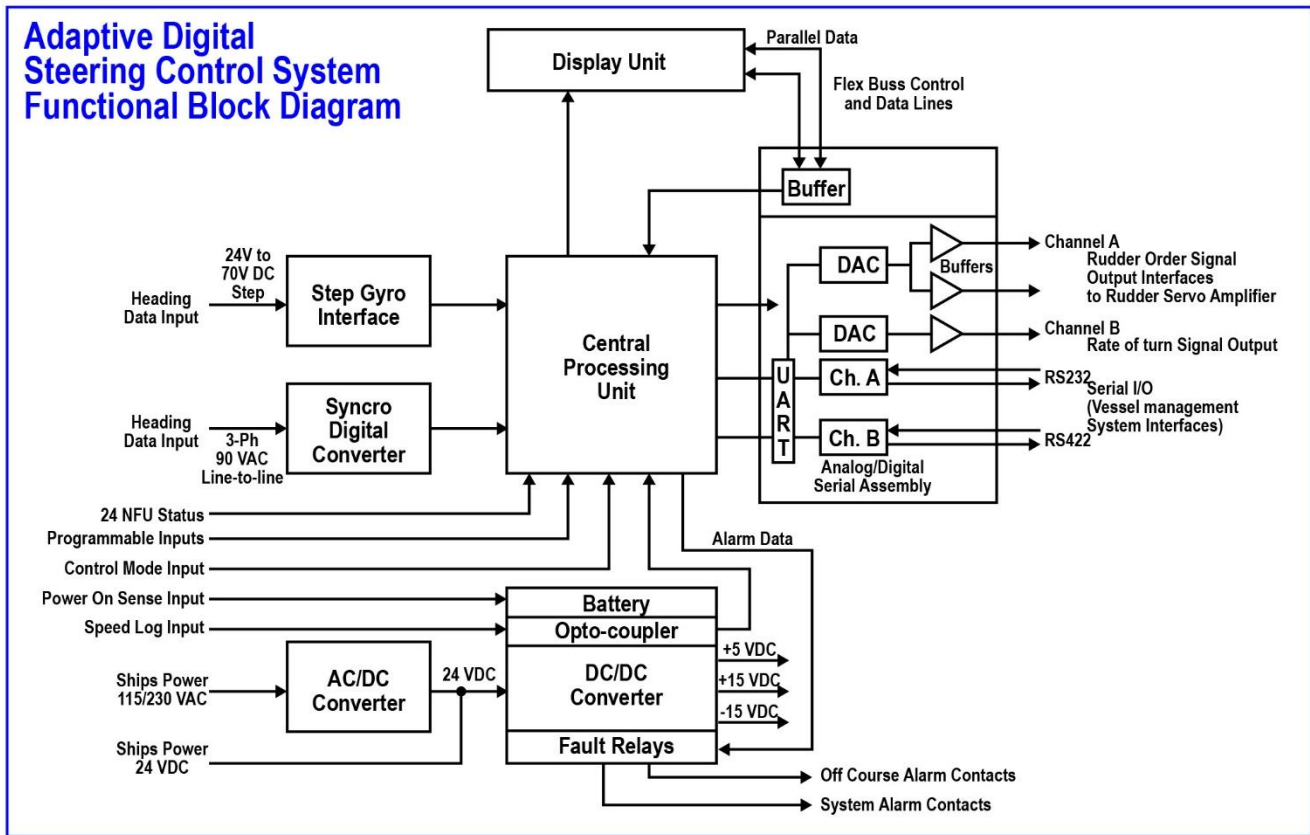 Adaptive Digital
Steering Control System
Functional Block Diagram
Display Unit
Parallel Data
Flex Buss Control
and Data Lines
Buffer
24V to
70V DC
Step
Heading
Data Input
Step Gyro
Interface
Central
Processing
Unit
DAC
Buffers
Channel A
Rudder Order Signal
Output Interfaces
to Rudder Servo Amplifier
DAC
Channel B
Rate of turn Signal Output
UART
Ch. A
RS232
Serial I/O
(Vessel management
System Interfaces)
Ch. B
RS422
Analog/Digital
Serial Assembly
Heading
Data Input
3-Ph
90 VAC
Line-to-line
Syncro
Digital
Converter
24 NFU Status
Programmable Inputs
Control Mode Input
Alarm Data
Power On Sense Input
Battery
Speed Log Input
Opto-coupler
Ships Power
115/230 VAC
AC/DC
Converter
24 VDC
DC/DC
Converter
+5 VDC
+15 VDC
-15 VDC
Ships Power
24 VDC
Fault Relays
Off Course Alarm Contacts
System Alarm Contacts